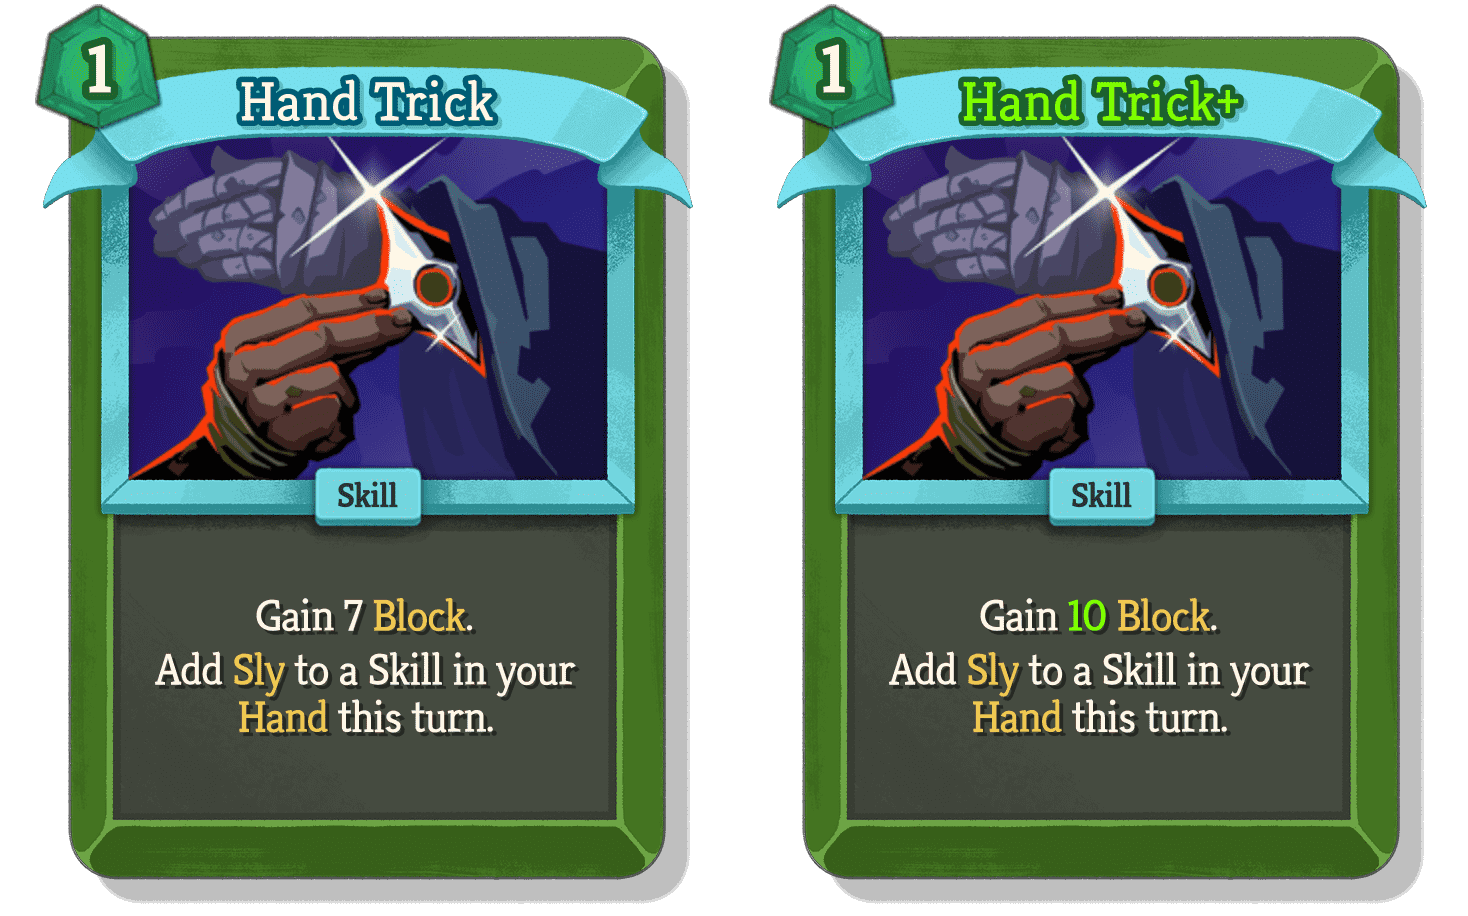 1
Hand Trick
Skill
Gain 7 Block.
Add Sly to a Skill in your
Hand this turn.
1
Hand Trick+
Skill
Gain 10 Block.
Add Sly to a Skill in your
Hand this turn.